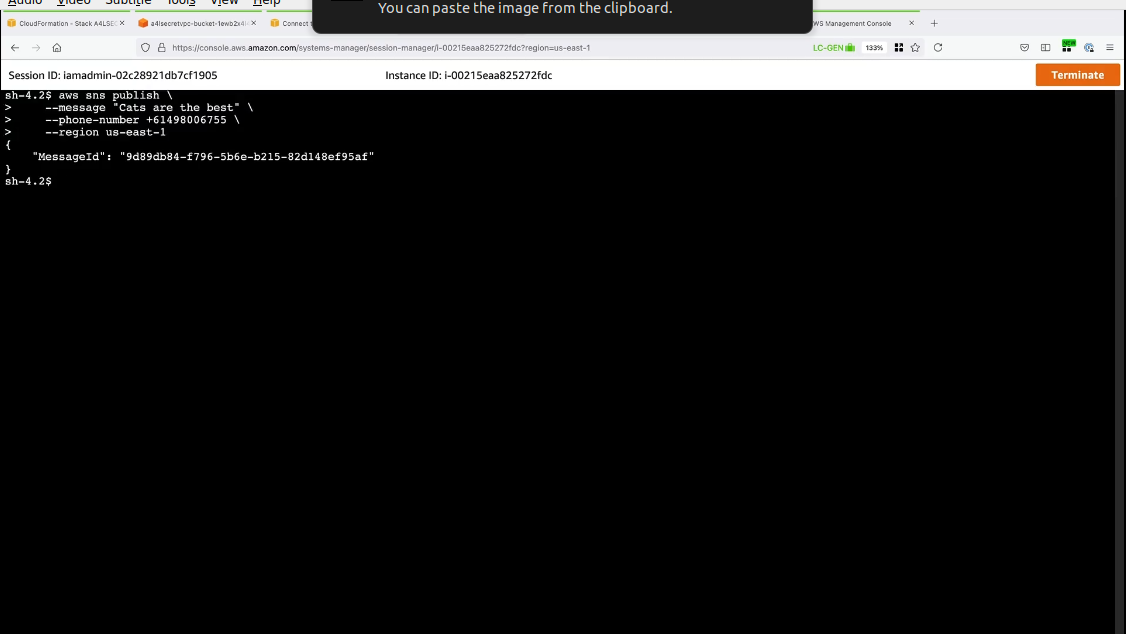 Audio Video Subtitle Tools View Help
You can paste the image from the clipboard.
CloudFormation - Stack A4LSE
a4lsecretvpc-bucket-1ewb2x4
Connect t
WS Management Console
https://console.aws.amazon.com/systems-manager/session-manager/i-00215eaa825272fdc?region=us-east-1
LC-GEN
133%
NEW
Session ID: iamadmin-02c28921db7cf1905
Instance ID: i-00215eaa825272fdc
Terminate
sh-4.2$ aws sns publish \
> --message "Cats are the best" \
> --phone-number +61498006755 \
> --region us-east-1
{
"MessageId": "9d89db84-f796-5b6e-b215-82d148ef95af"
}
sh-4.2$